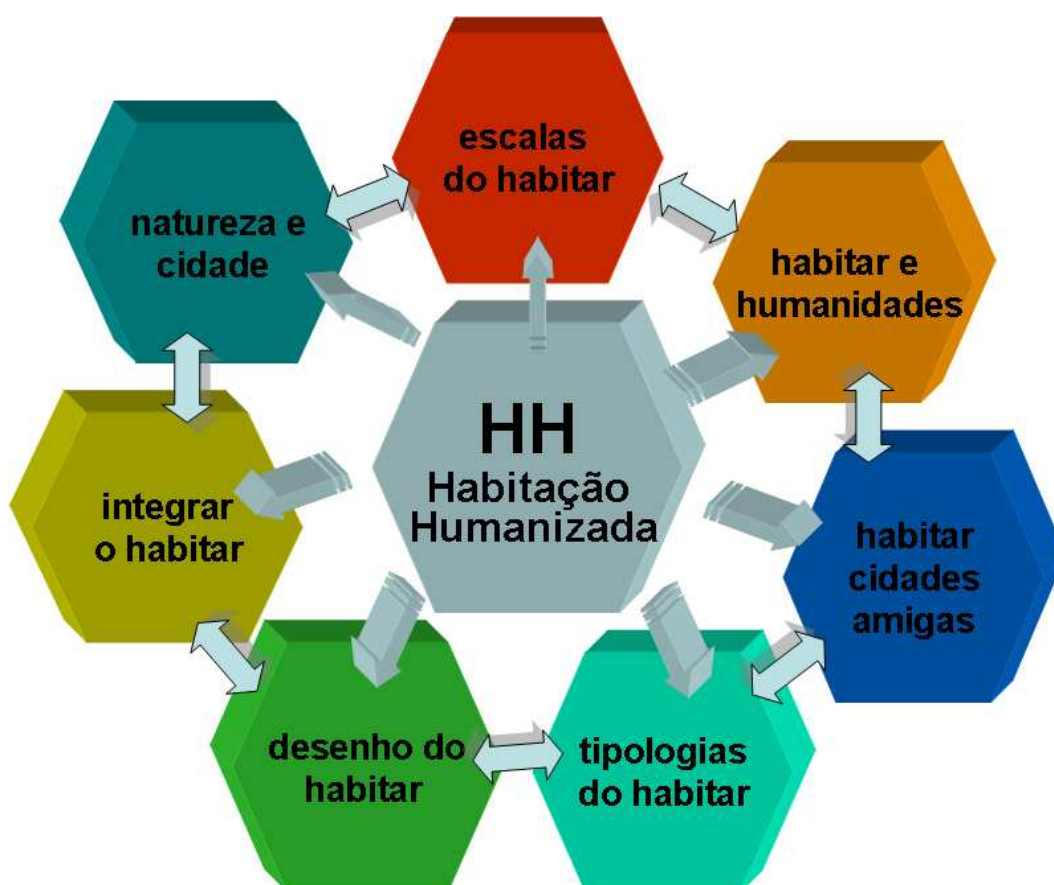 escalas
do habitar
natureza e
cidade
habitar e
humanidades
HH
Habitação
Humanizada
integrar
o habitar
habitar
cidades
amigas
desenho do
habitar
tipologias
do habitar